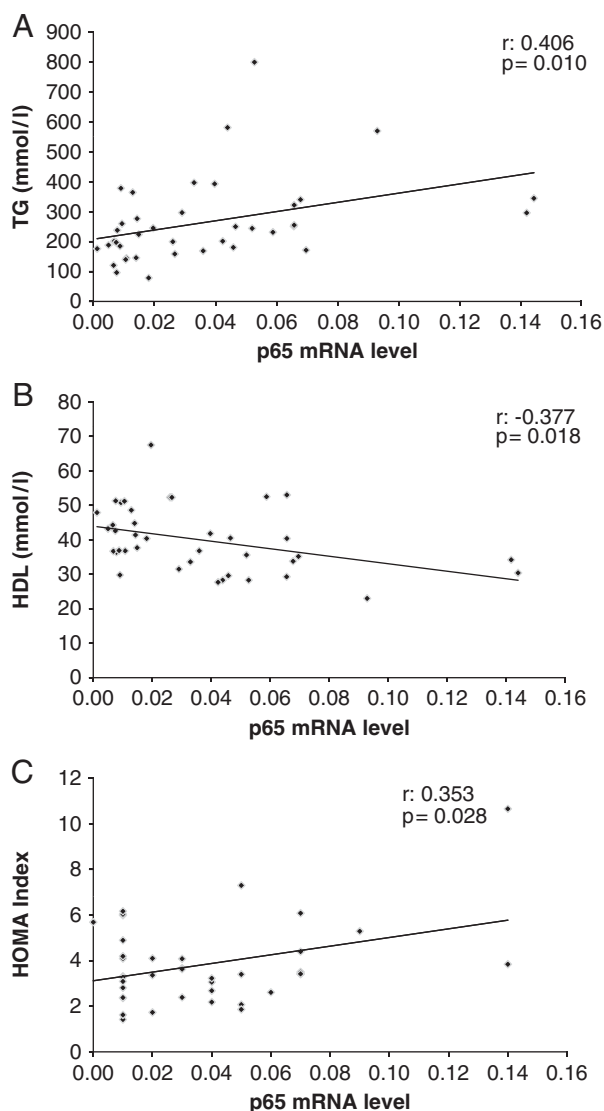 A
900
800
700
600
500
400
300
200
100
0
TG (mmol/l)
r: 0.406
p= 0.010
0.00 0.02 0.04 0.06 0.08 0.10 0.12 0.14 0.16
p65 mRNA level
B
80
70
60
50
40
30
20
10
0
HDL (mmol/l)
r: -0.377
p= 0.018
0.00 0.02 0.04 0.06 0.08 0.10 0.12 0.14 0.16
p65 mRNA level
C
12
10
8
6
4
2
0
HOMA Index
r: 0.353
p= 0.028
0.00 0.02 0.04 0.06 0.08 0.10 0.12 0.14 0.16
p65 mRNA level